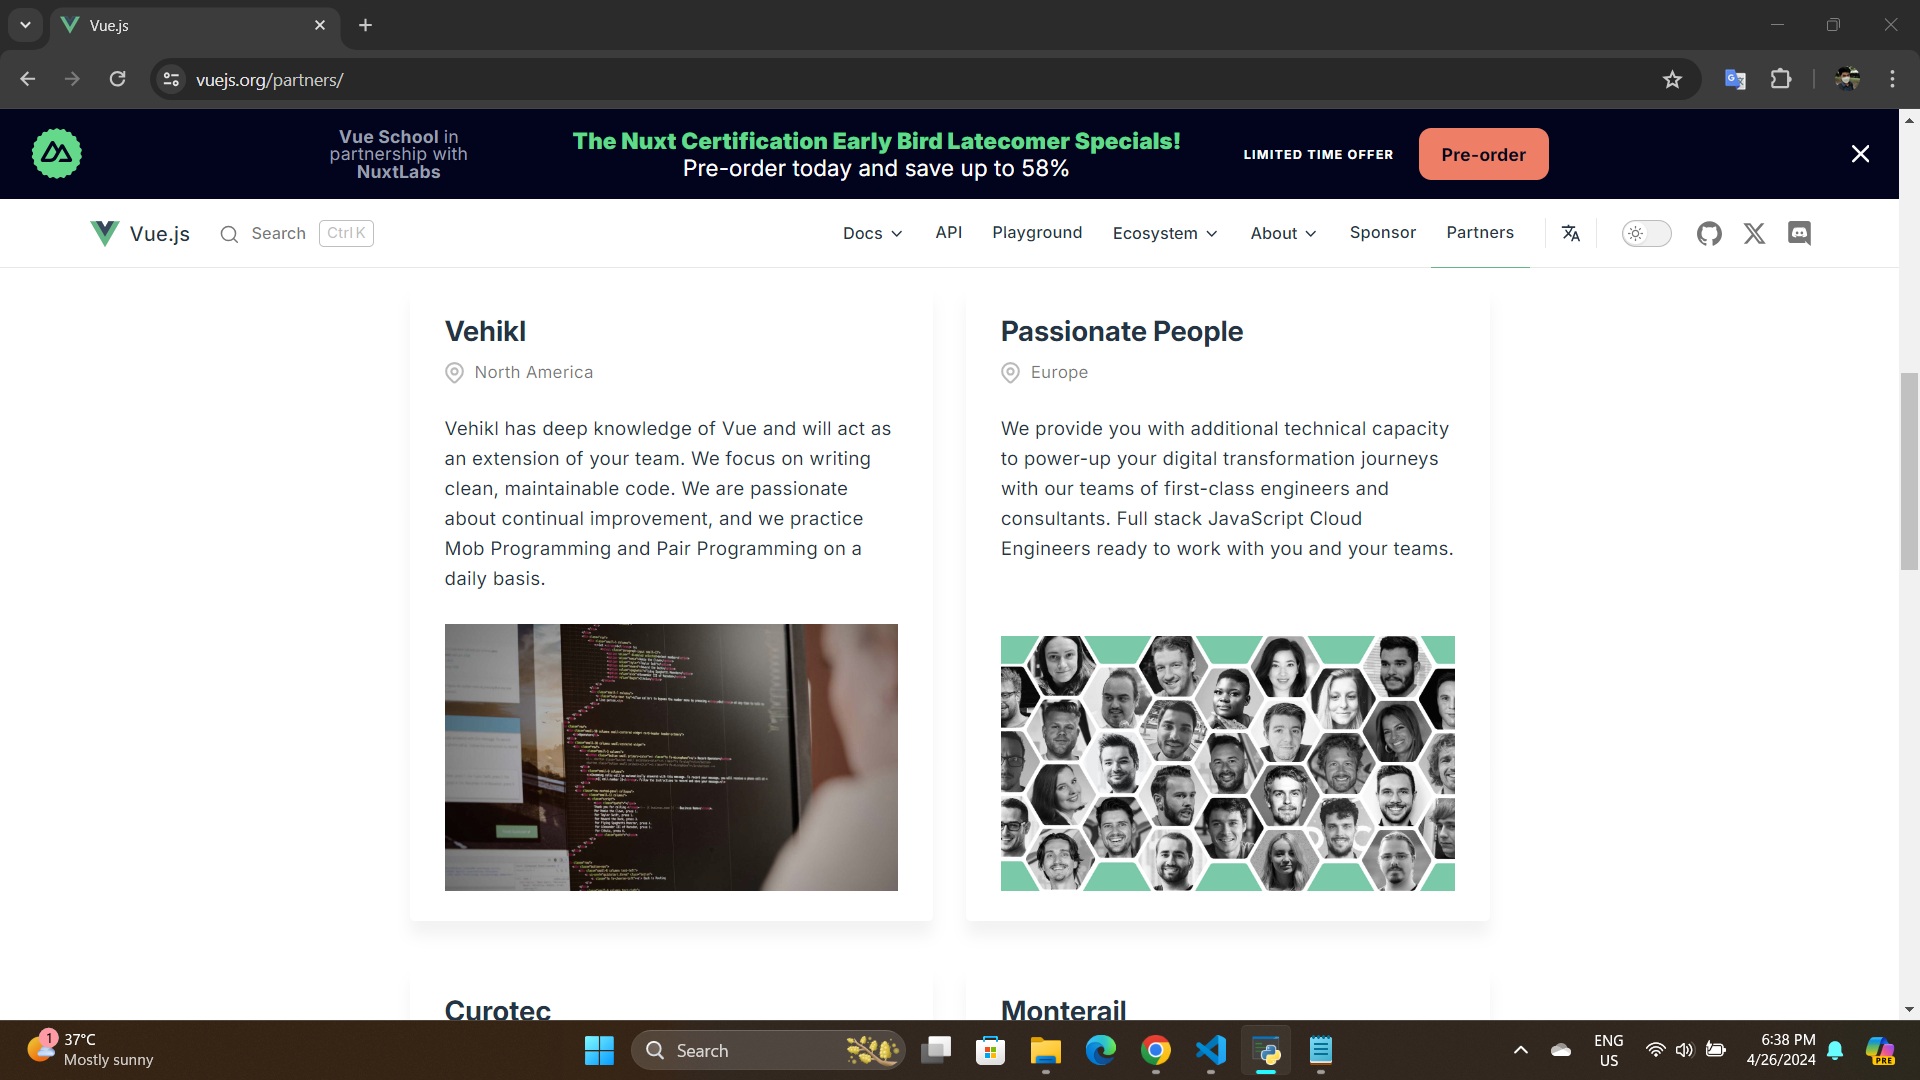 Vue.js
vuejs.org/partners/
Vue School in
partnership with
NuxtLabs
The Nuxt Certification Early Bird Latecomer Specials!
Pre-order today and save up to 58%
LIMITED TIME OFFER
Pre-order
Vue.js
Search
Ctrl K
Docs
API
Playground
Ecosystem
About
Sponsor
Partners
Vehikl
North America
Vehikl has deep knowledge of Vue and will act as
an extension of your team. We focus on writing
clean, maintainable code. We are passionate
about continual improvement, and we practice
Mob Programming and Pair Programming on a
daily basis.
Passionate People
Europe
We provide you with additional technical capacity
to power-up your digital transformation journeys
with our teams of first-class engineers and
consultants. Full stack JavaScript Cloud
Engineers ready to work with you and your teams.
Curotec
Monterail
1
37°C
Mostly sunny
Search
ENG
US
6:38 PM
4/26/2024
PRE